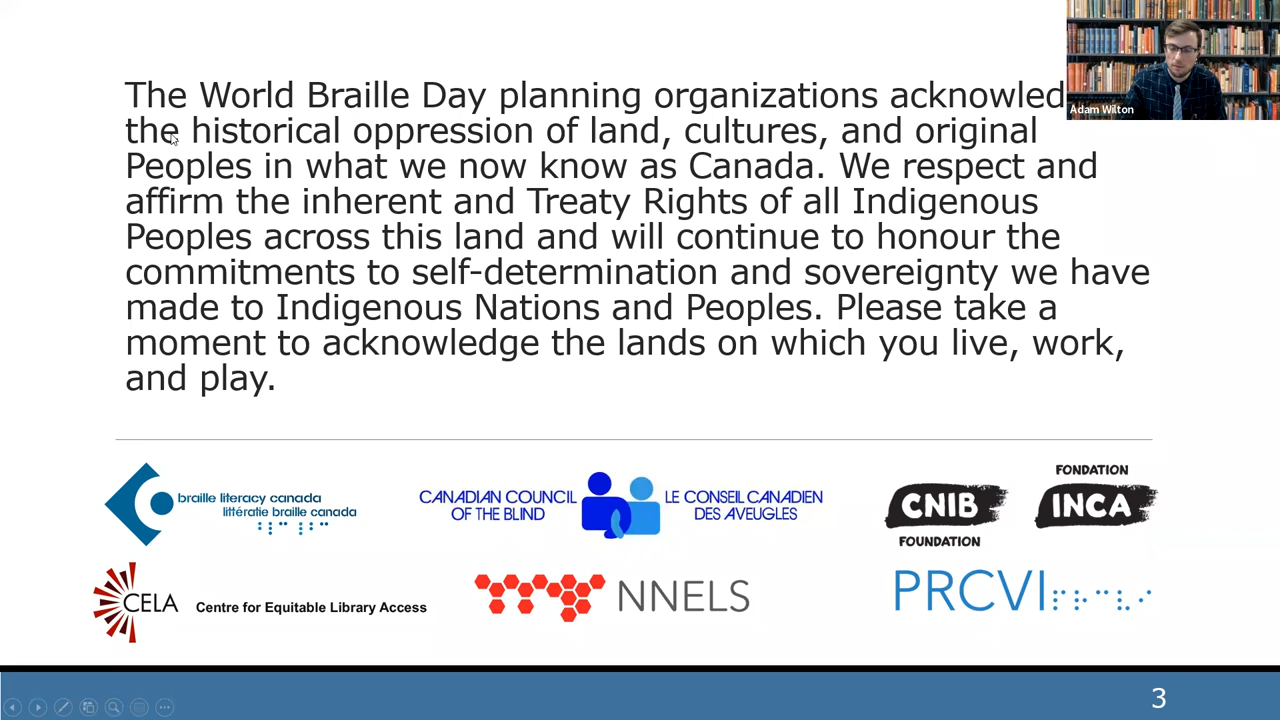 The World Braille Day planning organizations acknowled
the historical oppression of land, cultures, and original
Peoples in what we now know as Canada. We respect and
affirm the inherent and Treaty Rights of all Indigenous
Peoples across this land and will continue to honour the
commitments to self-determination and sovereignty we have
made to Indigenous Nations and Peoples. Please take a
moment to acknowledge the lands on which you live, work,
and play.
Adam Wilton
braille literacy canada
littératie braille canada
CANADIAN COUNCIL
OF THE BLIND
LE CONSEIL CANADIEN
DES AVEUGLES
CNIB
FOUNDATION
FONDATION
INCA
CELA
Centre for Equitable Library Access
NNELS
PRCVI
3